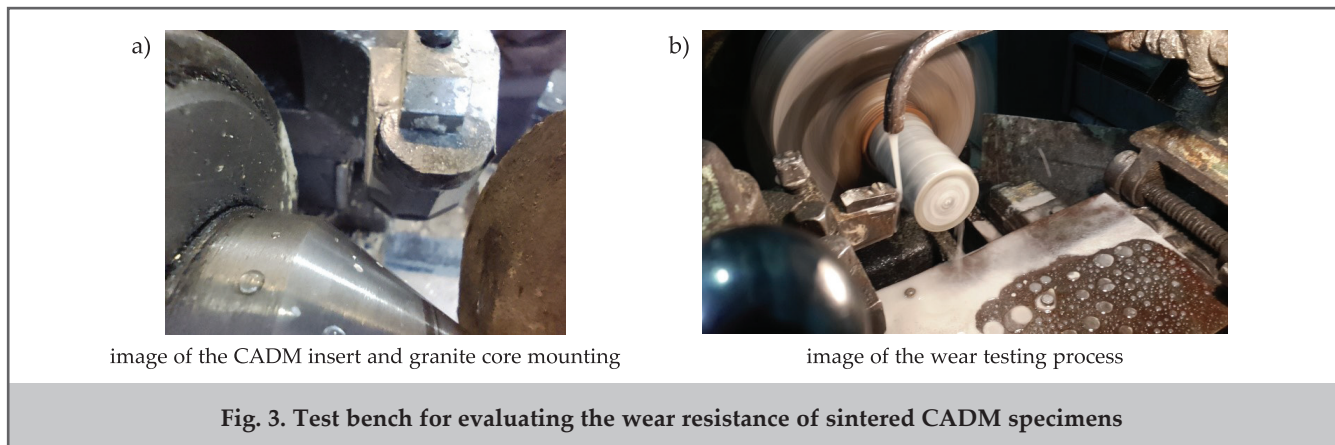 a)
b)
image of the CADM insert and granite core mounting
image of the wear testing process
Fig. 3. Test bench for evaluating the wear resistance of sintered CADM specimens